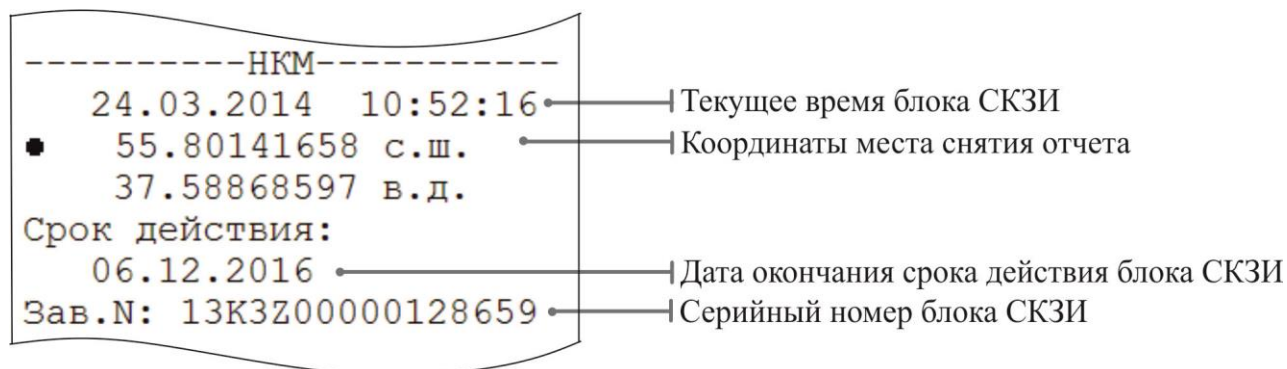 ----------НКМ-----------
24.03.2014 10:52:16
Текущее время блока СКЗИ
55.80141658 с.ш.
Координаты места снятия отчета
37.58868597 в.д.
Срок действия:
06.12.2016
Дата окончания срока действия блока СКЗИ
Зав.N: 13K3Z00000128659
Серийный номер блока СКЗИ